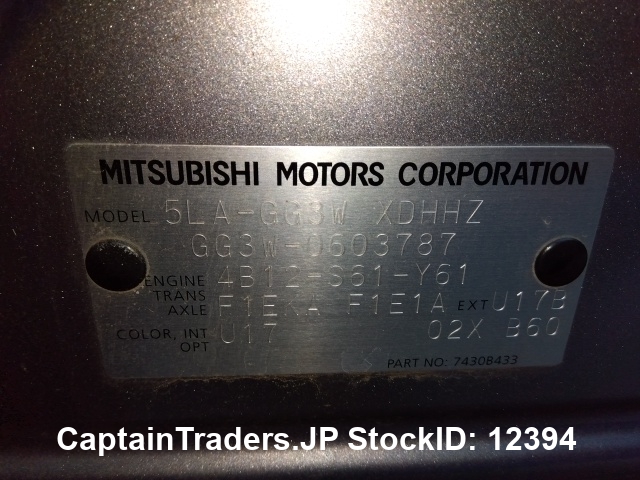 MITSUBISHI MOTORS CORPORATION
MODEL 5LA-GG3W XDHHZ
GG3W-0603787
ENGINE 4B12-S61-Y61
TRANS AXLE F1EKA F1E1A EXT U17B
COLOR, INT OPT U17 02X B60
PART NO: 7430B433
CaptainTraders.JP StockID: 12394